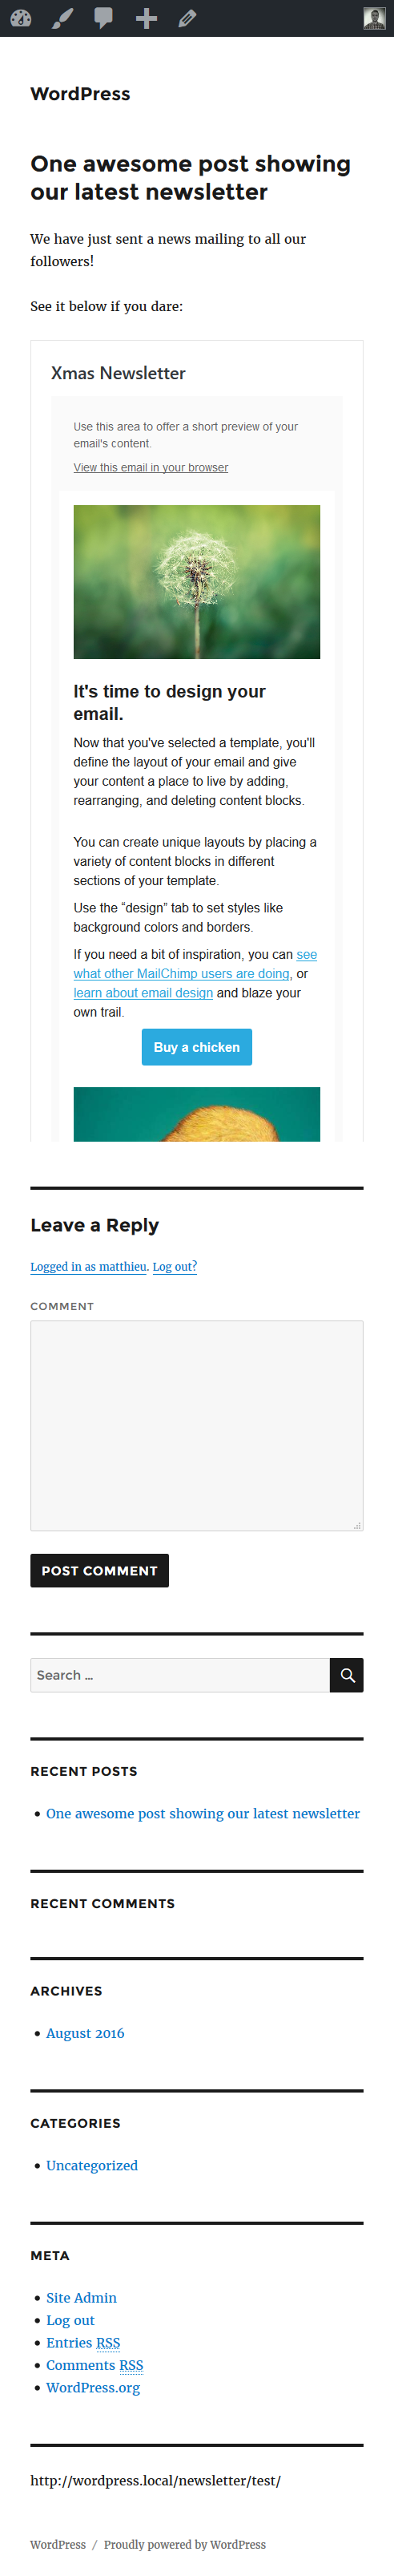 WordPress
One awesome post showing
our latest newsletter
We have just sent a news mailing to all our
followers!
See it below if you dare:
Xmas Newsletter
Use this area to offer a short preview of your
email's content.
View this email in your browser
It's time to design your
email.
Now that you've selected a template, you'll
define the layout of your email and give
your content a place to live by adding,
rearranging, and deleting content blocks.
You can create unique layouts by placing a
variety of content blocks in different
sections of your template.
Use the “design” tab to set styles like
background colors and borders.
If you need a bit of inspiration, you can see
what other MailChimp users are doing, or
learn about email design and blaze your
own trail.
Buy a chicken
Leave a Reply
Logged in as matthieu. Log out?
COMMENT
POST COMMENT
Search …
RECENT POSTS
One awesome post showing our latest newsletter
RECENT COMMENTS
ARCHIVES
August 2016
CATEGORIES
Uncategorized
META
Site Admin
Log out
Entries RSS
Comments RSS
WordPress.org
http://wordpress.local/newsletter/test/
WordPress / Proudly powered by WordPress